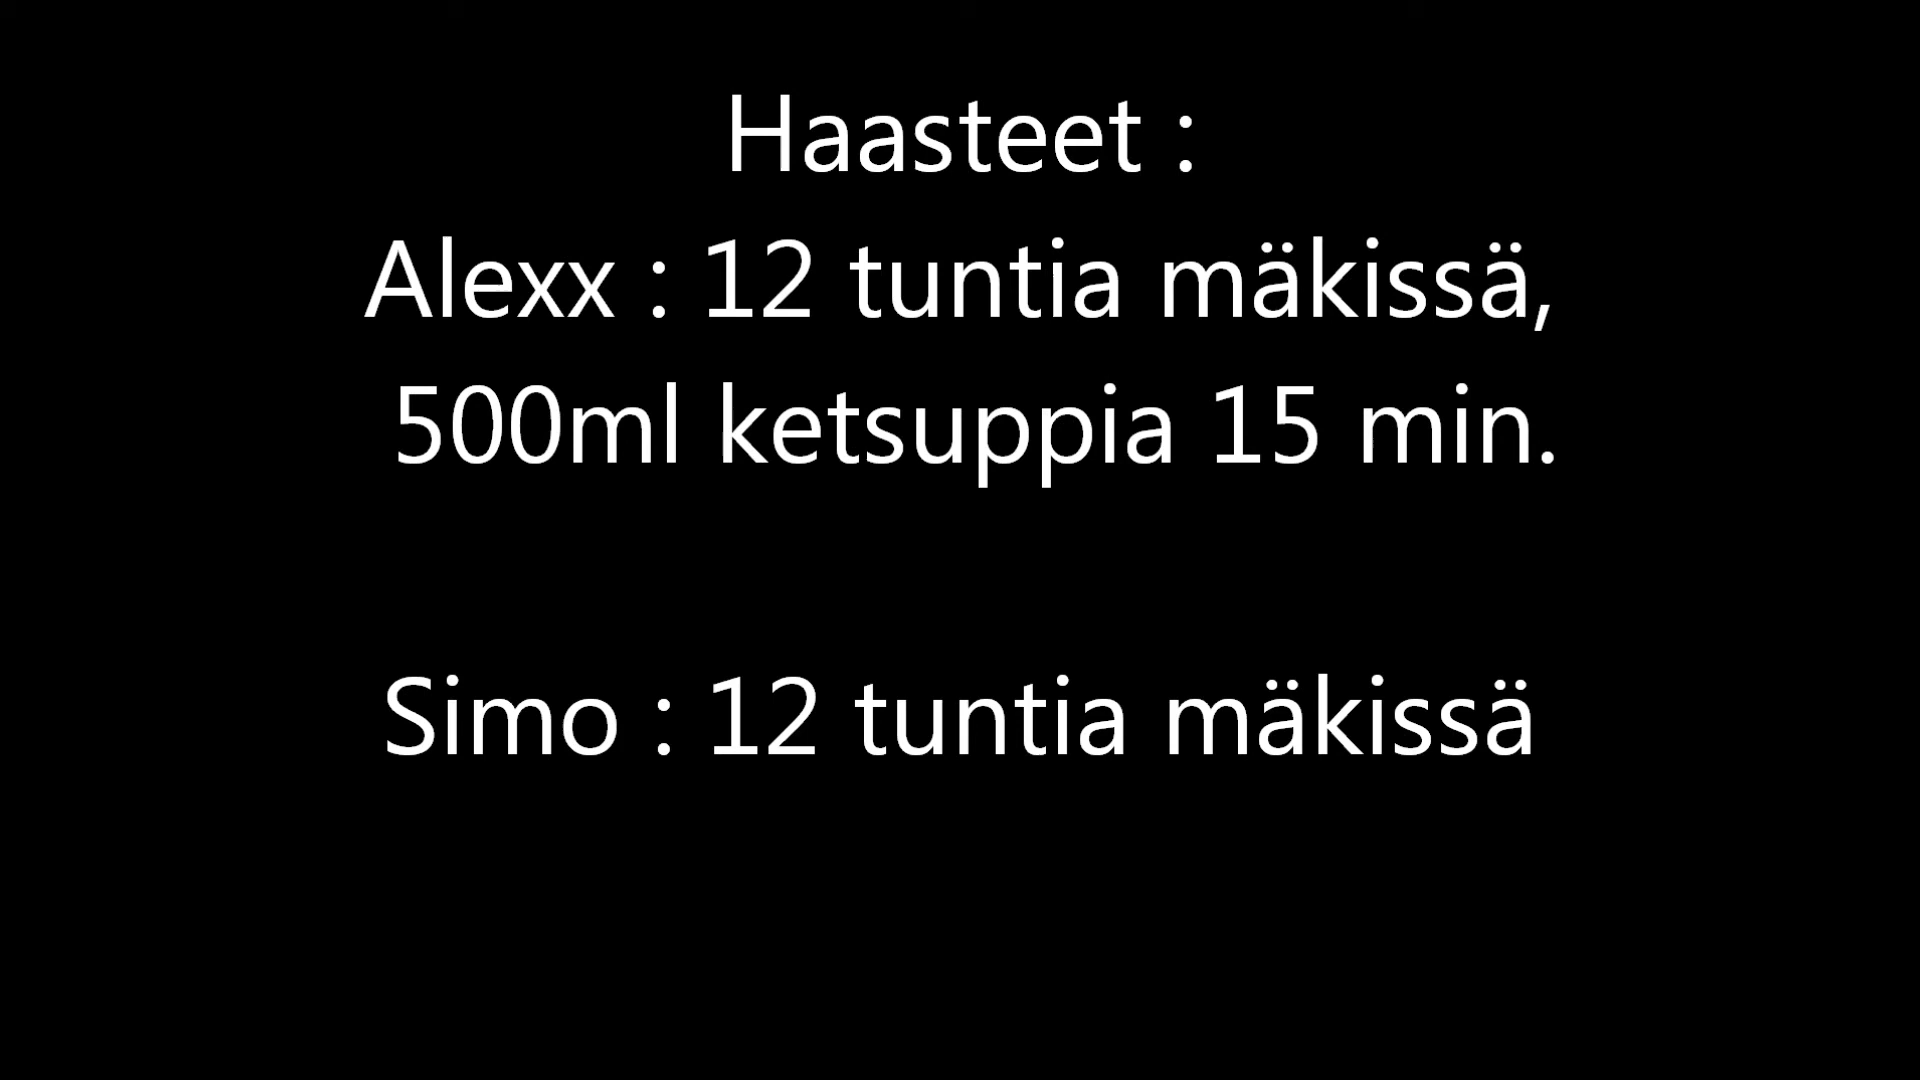 Haasteet :
Alexx : 12 tuntia mäkissä,
500ml ketsuppia 15 min.
Simo : 12 tuntia mäkissä